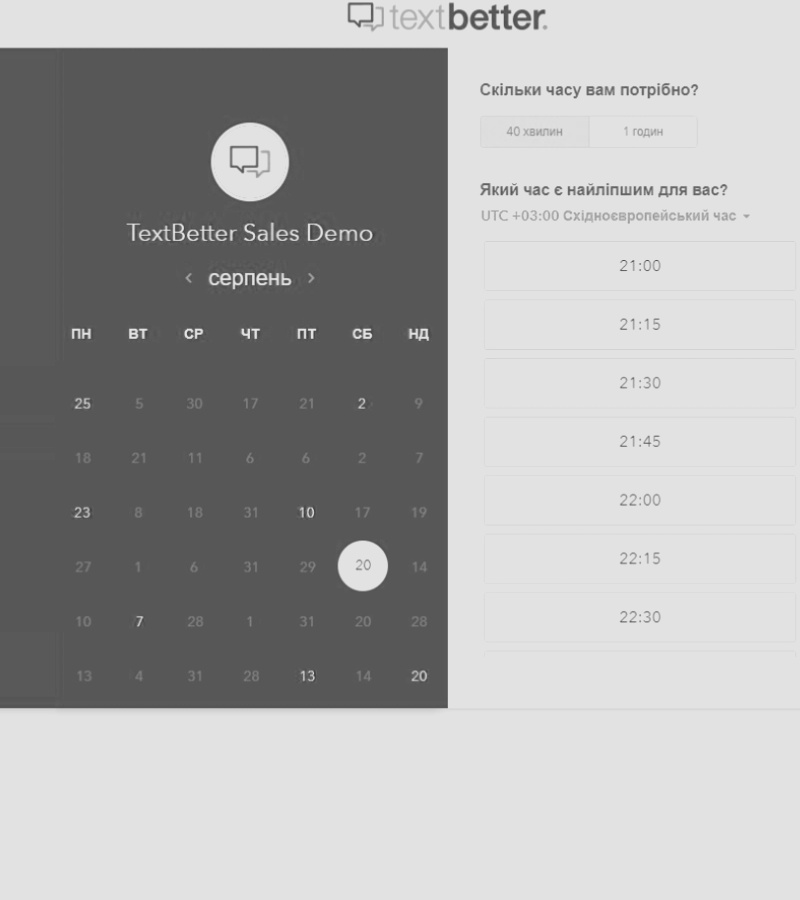 textbetter.
TextBetter Sales Demo
серпень
ПН ВТ СР ЧТ ПТ СБ НД
25 5 30 17 21 2 9
18 21 11 6 6 2 7
23 8 18 31 10 17 19
27 1 6 31 29 20 14
10 7 28 1 31 20 28
13 4 31 28 13 14 20
Скільки часу вам потрібно?
40 хвилин 1 годин
Який час є найліпшим для вас?
UTC +03:00 Східноєвропейський час
21:00
21:15
21:30
21:45
22:00
22:15
22:30